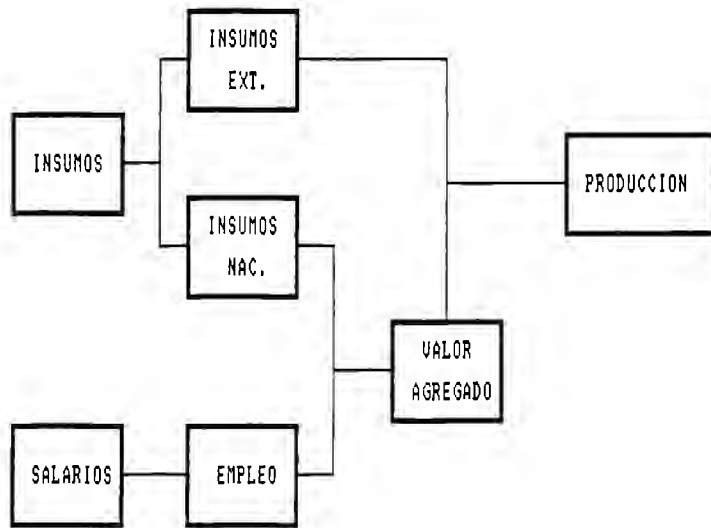 INSUMOS
EXT.
INSUMOS
PRODUCCION
INSUMOS
NAC.
VALOR
AGREGADO
SALARIOS
EMPLEO